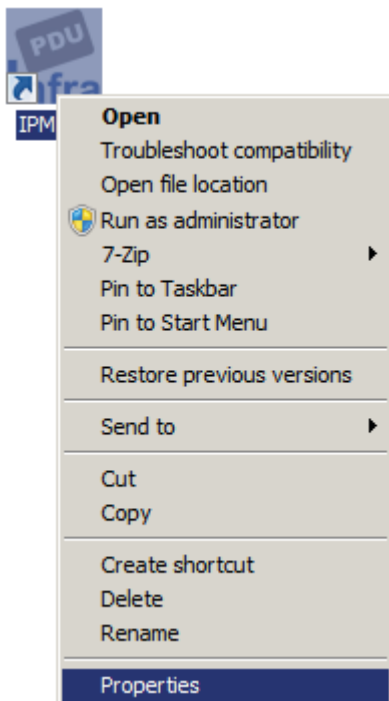 PDU
Infra
IPM
Open
Troubleshoot compatibility
Open file location
Run as administrator
7-Zip
Pin to Taskbar
Pin to Start Menu
Restore previous versions
Send to
Cut
Copy
Create shortcut
Delete
Rename
Properties